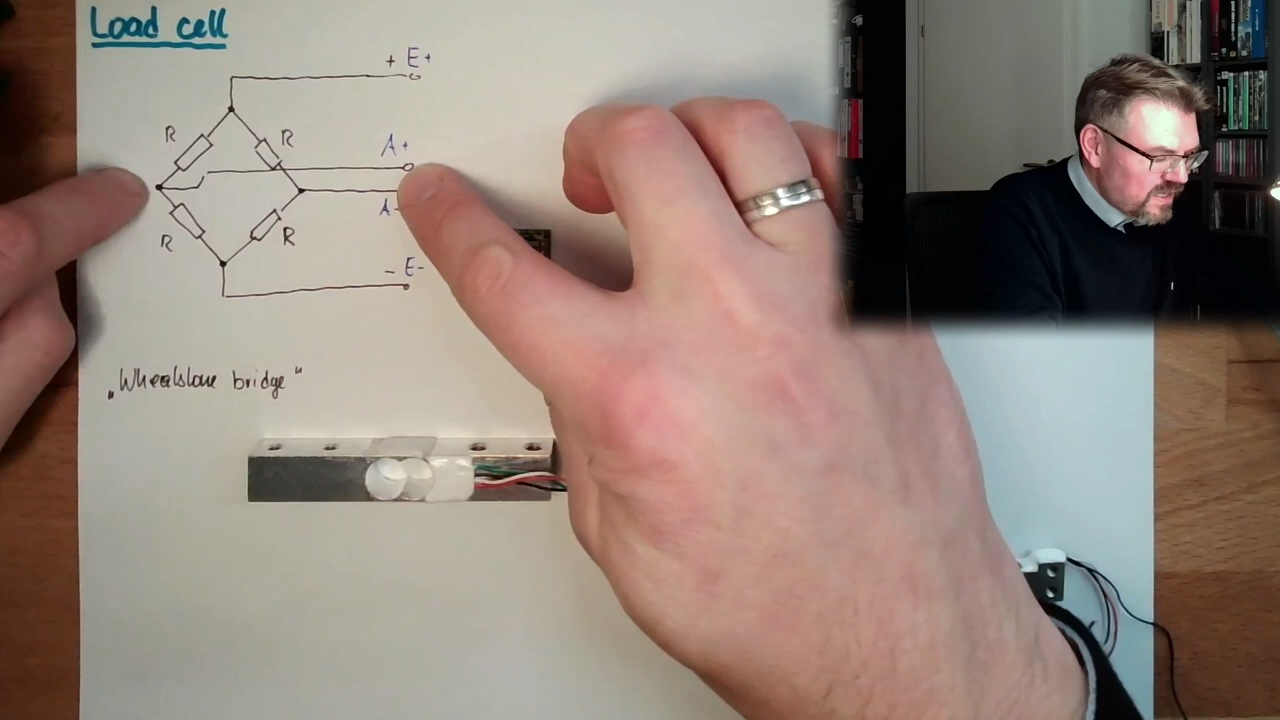 Load cell
+ E+
R R
A+
A-
R R
- E-
„Wheatstone bridge"